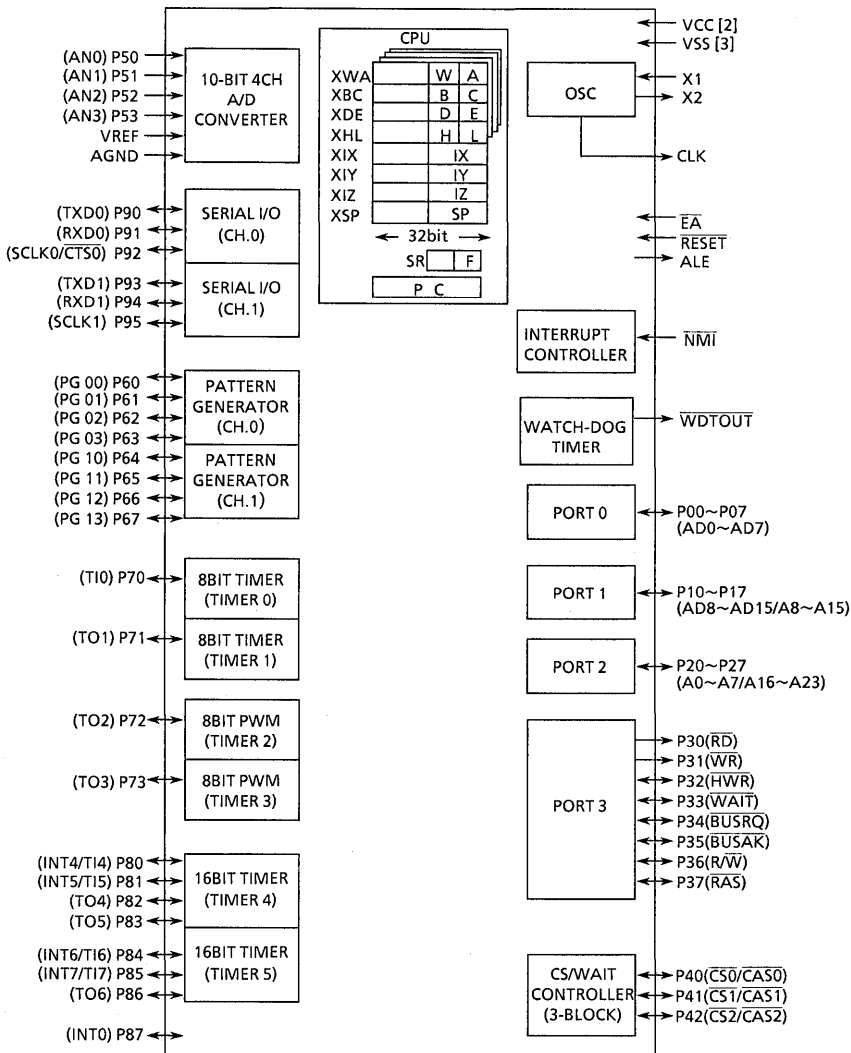 (AN0) P50
(AN1) P51
(AN2) P52
(AN3) P53
VREF
AGND
10-BIT 4CH
A/D
CONVERTER
(TXD0) P90
(RXD0) P91
(SCLK0/CTS0) P92
SERIAL I/O
(CH.0)
(TXD1) P93
(RXD1) P94
(SCLK1) P95
SERIAL I/O
(CH.1)
(PG 00) P60
(PG 01) P61
(PG 02) P62
(PG 03) P63
PATTERN
GENERATOR
(CH.0)
(PG 10) P64
(PG 11) P65
(PG 12) P66
(PG 13) P67
PATTERN
GENERATOR
(CH.1)
(TI0) P70
8BIT TIMER
(TIMER 0)
(TO1) P71
8BIT TIMER
(TIMER 1)
(TO2) P72
8BIT PWM
(TIMER 2)
(TO3) P73
8BIT PWM
(TIMER 3)
(INT4/TI4) P80
(INT5/TI5) P81
(TO4) P82
(TO5) P83
16BIT TIMER
(TIMER 4)
(INT6/TI6) P84
(INT7/TI7) P85
(TO6) P86
16BIT TIMER
(TIMER 5)
(INT0) P87
CPU
XWA W A
XBC B C
XDE D E
XHL H L
XIX IX
XIY IY
XIZ IZ
XSP SP
32bit
SR F
P C
VCC [2]
VSS [3]
OSC
X1
X2
CLK
EA
RESET
ALE
INTERRUPT
CONTROLLER
NMI
WATCH-DOG
TIMER
WDTOUT
PORT 0
P00~P07
(AD0~AD7)
PORT 1
P10~P17
(AD8~AD15/A8~A15)
PORT 2
P20~P27
(A0~A7/A16~A23)
PORT 3
P30(RD)
P31(WR)
P32(HWR)
P33(WAIT)
P34(BUSRQ)
P35(BUSAK)
P36(R/W)
P37(RAS)
CS/WAIT
CONTROLLER
(3-BLOCK)
P40(CS0/CAS0)
P41(CS1/CAS1)
P42(CS2/CAS2)